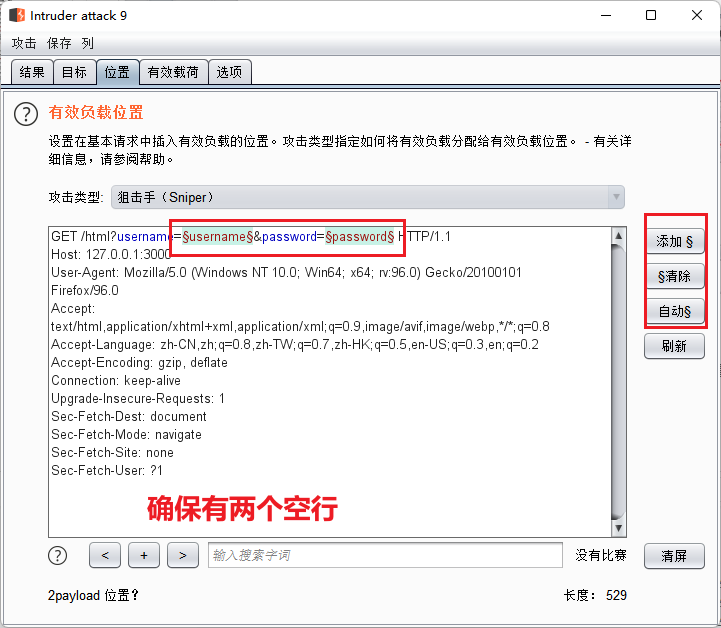 Intruder attack 9
攻击 保存 列
结果 目标 位置 有效载荷 选项
? 有效负载位置
设置在基本请求中插入有效负载的位置。攻击类型指定如何将有效负载分配给有效负载位置。 - 有关详
细信息，请参阅帮助。
攻击类型: 狙击手（Sniper）
GET /html?username=§username§&password=§password§ HTTP/1.1
Host: 127.0.0.1:3000
User-Agent: Mozilla/5.0 (Windows NT 10.0; Win64; x64; rv:96.0) Gecko/20100101
Firefox/96.0
Accept:
text/html,application/xhtml+xml,application/xml;q=0.9,image/avif,image/webp,*/*;q=0.8
Accept-Language: zh-CN,zh;q=0.8,zh-TW;q=0.7,zh-HK;q=0.5,en-US;q=0.3,en;q=0.2
Accept-Encoding: gzip, deflate
Connection: keep-alive
Upgrade-Insecure-Requests: 1
Sec-Fetch-Dest: document
Sec-Fetch-Mode: navigate
Sec-Fetch-Site: none
Sec-Fetch-User: ?1
确保有两个空行
添加 §
§清除
自动§
刷新
? < + > 输入搜索字词 没有比赛 清屏
2payload 位置? 长度： 529